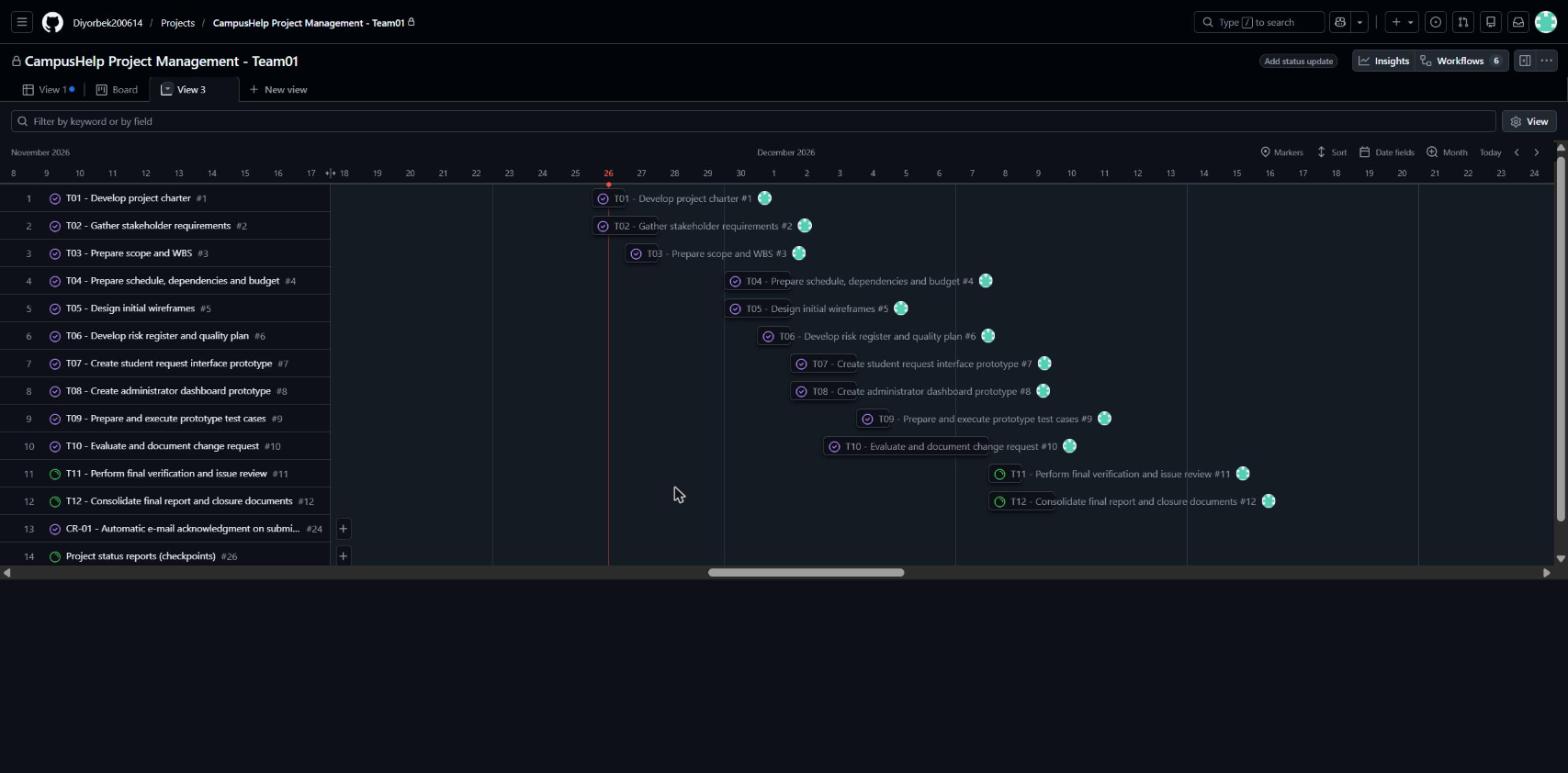 Diyorbek200614 / Projects / CampusHelp Project Management - Team01
Type / to search
CampusHelp Project Management - Team01
Add status update
Insights
Workflows 6
View 1
Board
View 3
+ New view
Filter by keyword or by field
View
November 2026
December 2026
Markers
Sort
Date fields
Month
Today
8 9 10 11 12 13 14 15 16 17 18 19 20 21 22 23 24 25 26 27 28 29 30 1 2 3 4 5 6 7 8 9 10 11 12 13 14 15 16 17 18 19 20 21 22 23 24
1 T01 - Develop project charter #1
T01 - Develop project charter #1
2 T02 - Gather stakeholder requirements #2
T02 - Gather stakeholder requirements #2
3 T03 - Prepare scope and WBS #3
T03 - Prepare scope and WBS #3
4 T04 - Prepare schedule, dependencies and budget #4
T04 - Prepare schedule, dependencies and budget #4
5 T05 - Design initial wireframes #5
T05 - Design initial wireframes #5
6 T06 - Develop risk register and quality plan #6
T06 - Develop risk register and quality plan #6
7 T07 - Create student request interface prototype #7
T07 - Create student request interface prototype #7
8 T08 - Create administrator dashboard prototype #8
T08 - Create administrator dashboard prototype #8
9 T09 - Prepare and execute prototype test cases #9
T09 - Prepare and execute prototype test cases #9
10 T10 - Evaluate and document change request #10
T10 - Evaluate and document change request #10
11 T11 - Perform final verification and issue review #11
T11 - Perform final verification and issue review #11
12 T12 - Consolidate final report and closure documents #12
T12 - Consolidate final report and closure documents #12
13 CR-01 - Automatic e-mail acknowledgment on submi... #24
14 Project status reports (checkpoints) #26